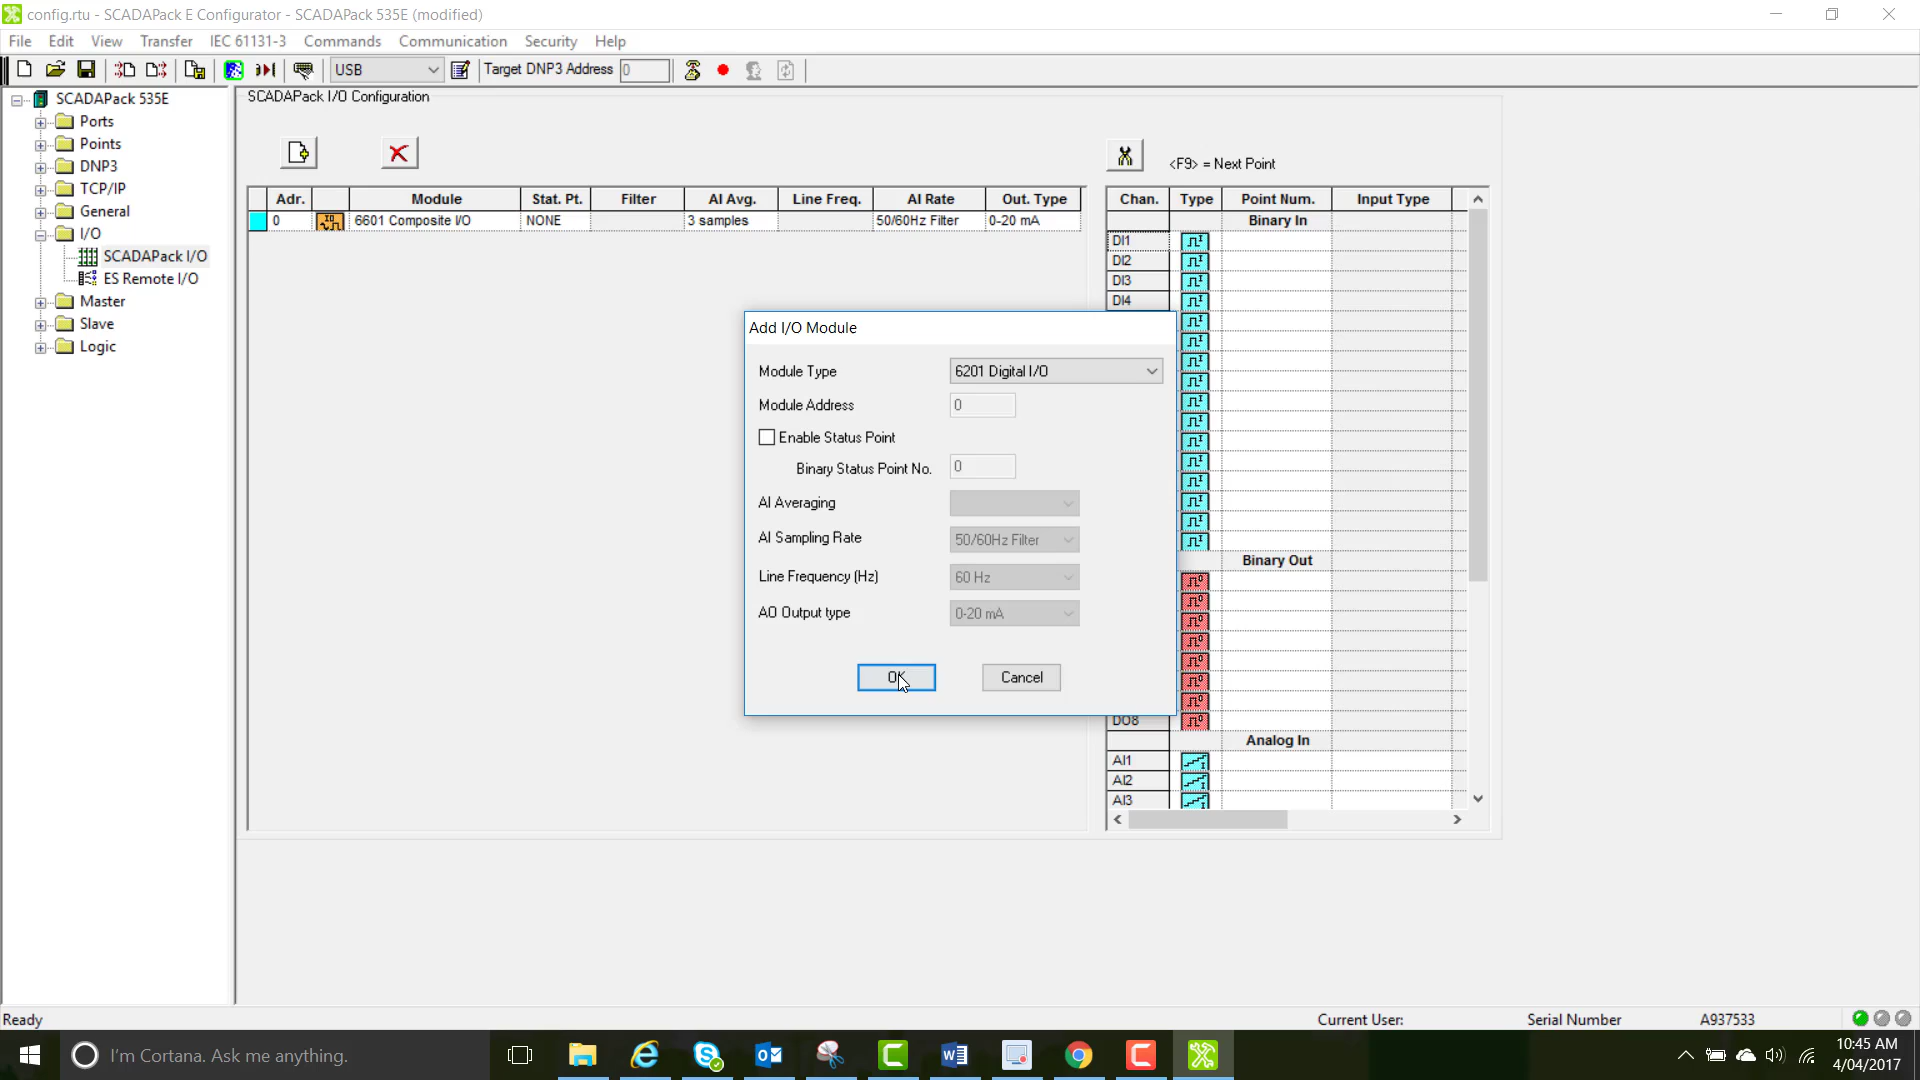 config.rtu - SCADAPack E Configurator - SCADAPack 535E (modified)
File Edit View Transfer IEC 61131-3 Commands Communication Security Help
USB Target DNP3 Address 0
SCADAPack 535E
Ports
Points
DNP3
TCP/IP
General
I/O
SCADAPack I/O
ES Remote I/O
Master
Slave
Logic
SCADAPack I/O Configuration
<F9> = Next Point
Adr. Module Stat. Pt. Filter AI Avg. Line Freq. AI Rate Out. Type
0 6601 Composite I/O NONE 3 samples 50/60Hz Filter 0-20 mA
Chan. Type Point Num. Input Type
Binary In
DI1
DI2
DI3
DI4
Binary Out
DO8
Analog In
AI1
AI2
AI3
Add I/O Module
Module Type 6201 Digital I/O
Module Address 0
Enable Status Point
Binary Status Point No. 0
AI Averaging
AI Sampling Rate 50/60Hz Filter
Line Frequency (Hz) 60 Hz
AO Output type 0-20 mA
OK Cancel
Ready Current User: Serial Number A937533
I'm Cortana. Ask me anything.
10:45 AM
4/04/2017